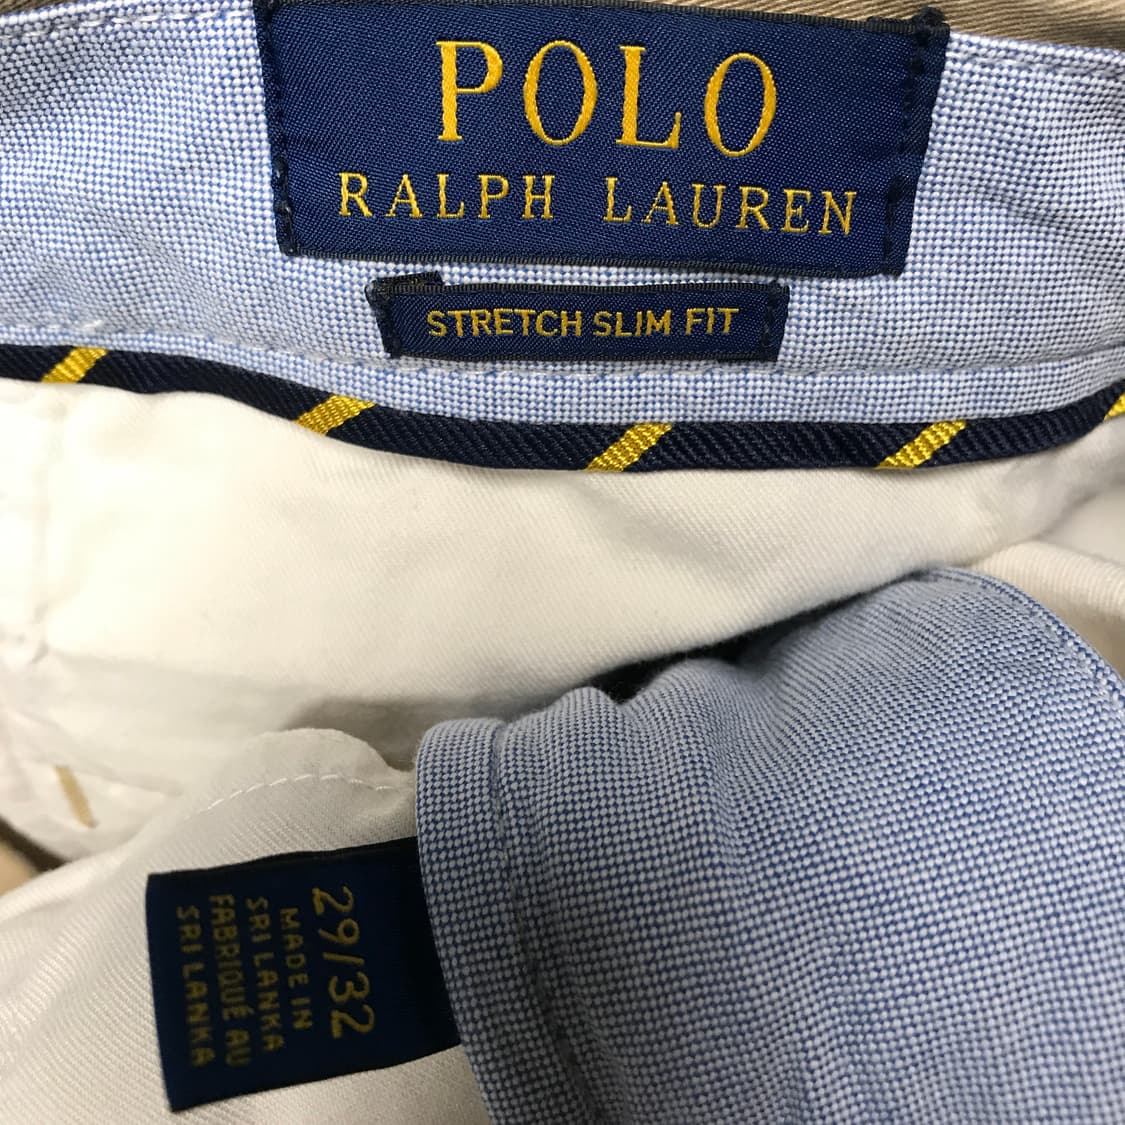 POLO
RALPH LAUREN
STRETCH SLIM FIT
29/32
MADE IN
SRI LANKA
FABRIQUÉ AU
SRI LANKA